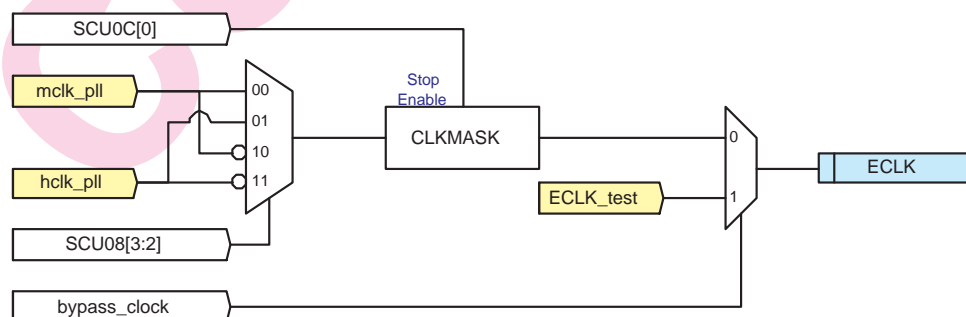 SCU0C[0]
mclk_pll
00
Stop
Enable
01
CLKMASK
0
10
hclk_pll
11
ECLK
ECLK_test
1
SCU08[3:2]
bypass_clock